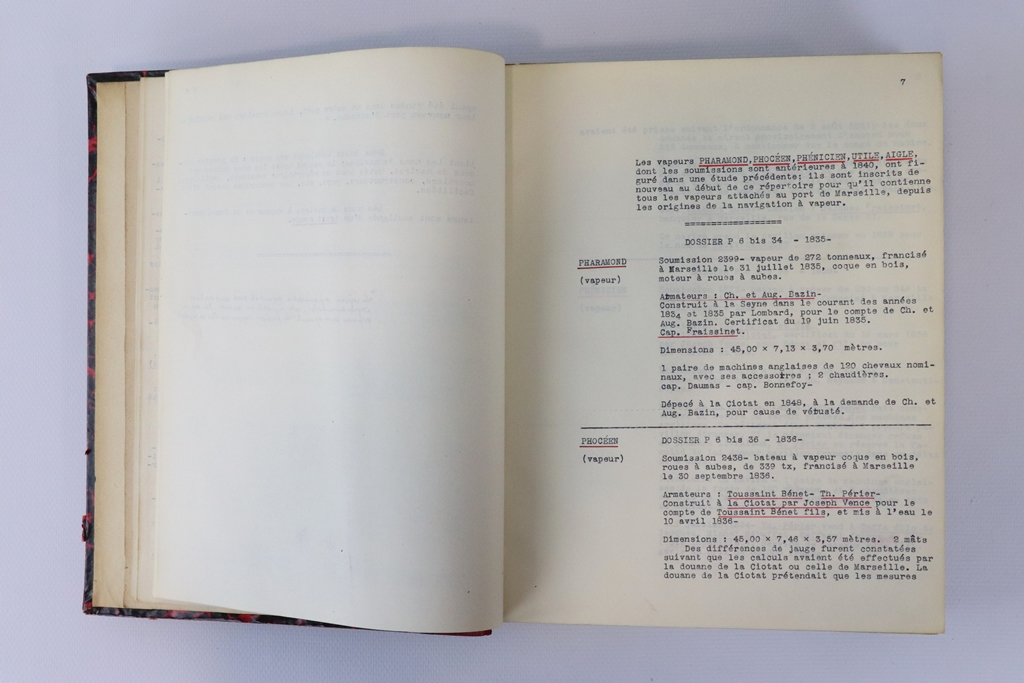 7
Les vapeurs PHARAMOND,PHOCÉEN,PHÉNICIEN,UTILE,AIGLE,
dont les soumissions sont antérieures à 1840, ont fi-
guré dans une étude précédente; ils sont inscrits de
nouveau au début de ce répertoire pour qu'il contienne
tous les vapeurs attachés au port de Marseille, depuis
les origines de la navigation à vapeur.
==================
DOSSIER P 6 bis 34 - 1835-
PHARAMOND
(vapeur)
Soumission 2399- vapeur de 272 tonneaux, francisé
à Marseille le 31 juillet 1835, coque en bois,
moteur à roues à aubes.
Armateurs : Ch. et Aug. Bazin-
Construit à la Seyne dans le courant des années
1834 et 1835 par Lombard, pour le compte de Ch. et
Aug. Bazin. Certificat du 19 juin 1835.
Cap. Fraissinet.
Dimensions : 45,00 × 7,13 × 3,70 mètres.
1 paire de machines anglaises de 120 chevaux nomi-
naux, avec ses accessoires ; 2 chaudières.
cap. Daumas - cap. Bonnefoy-
Dépecé à la Ciotat en 1848, à la demande de Ch. et
Aug. Bazin, pour cause de vétusté.
PHOCÉEN
(vapeur)
DOSSIER P 6 bis 36 - 1836-
Soumission 2438- bateau à vapeur coque en bois,
roues à aubes, de 339 tx, francisé à Marseille
le 30 septembre 1836.
Armateurs : Toussaint Bénet- Th. Périer-
Construit à la Ciotat par Joseph Vence pour le
compte de Toussaint Bénet fils, et mis à l'eau le
10 avril 1836-
Dimensions : 45,00 × 7,46 × 3,57 mètres. 2 mâts
Des différences de jauge furent constatées
suivant que les calculs avaient été effectués par
la douane de la Ciotat ou celle de Marseille. La
douane de la Ciotat prétendait que les mesures